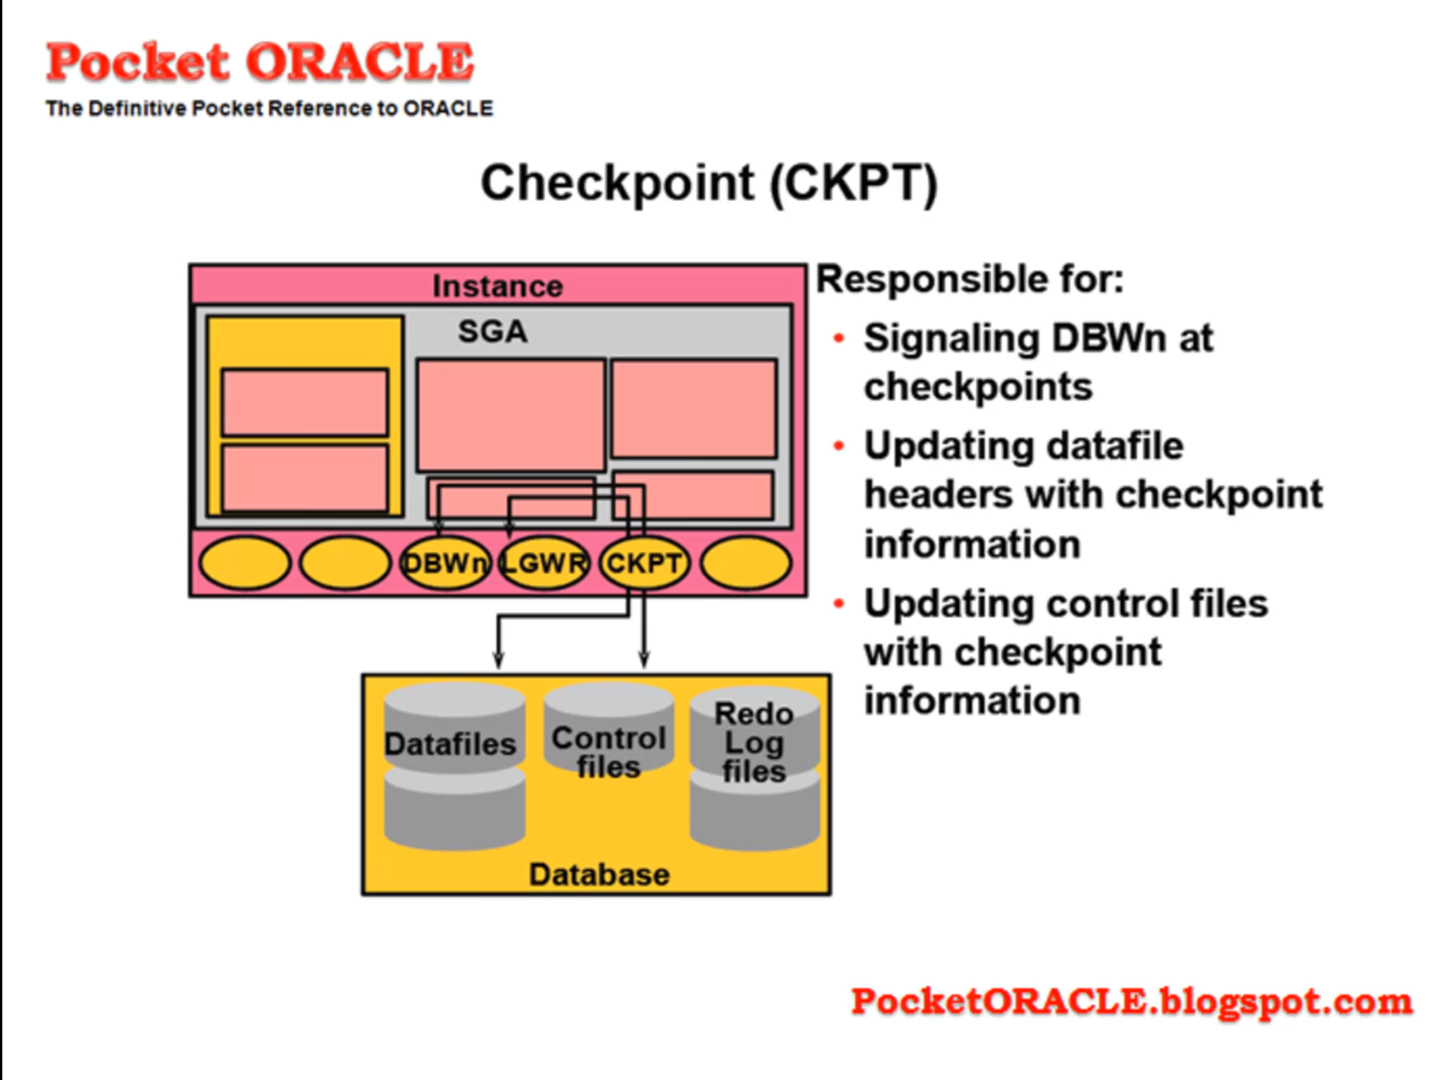 Pocket ORACLE
The Definitive Pocket Reference to ORACLE
Checkpoint (CKPT)
Instance
SGA
DBWn LGWR CKPT
Datafiles
Control
files
Redo
Log
files
Database
Responsible for:
• Signaling DBWn at
checkpoints
• Updating datafile
headers with checkpoint
information
• Updating control files
with checkpoint
information
PocketORACLE.blogspot.com